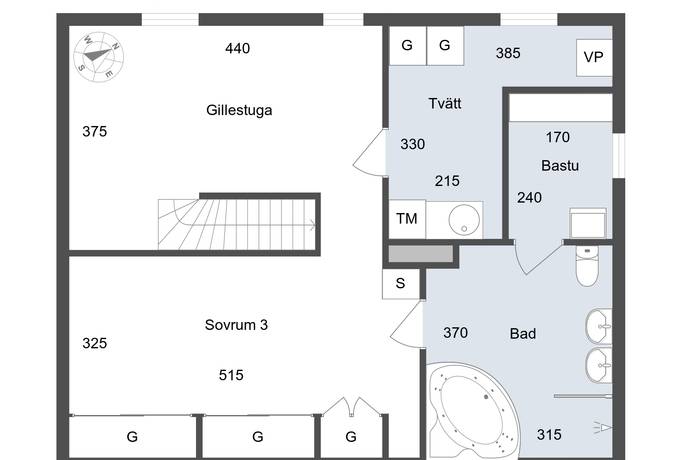 N
W
E
S
440
Gillestuga
375
G
G
385
VP
Tvätt
330
215
TM
170
Bastu
240
S
Sovrum 3
325
515
370
Bad
315
G
G
G